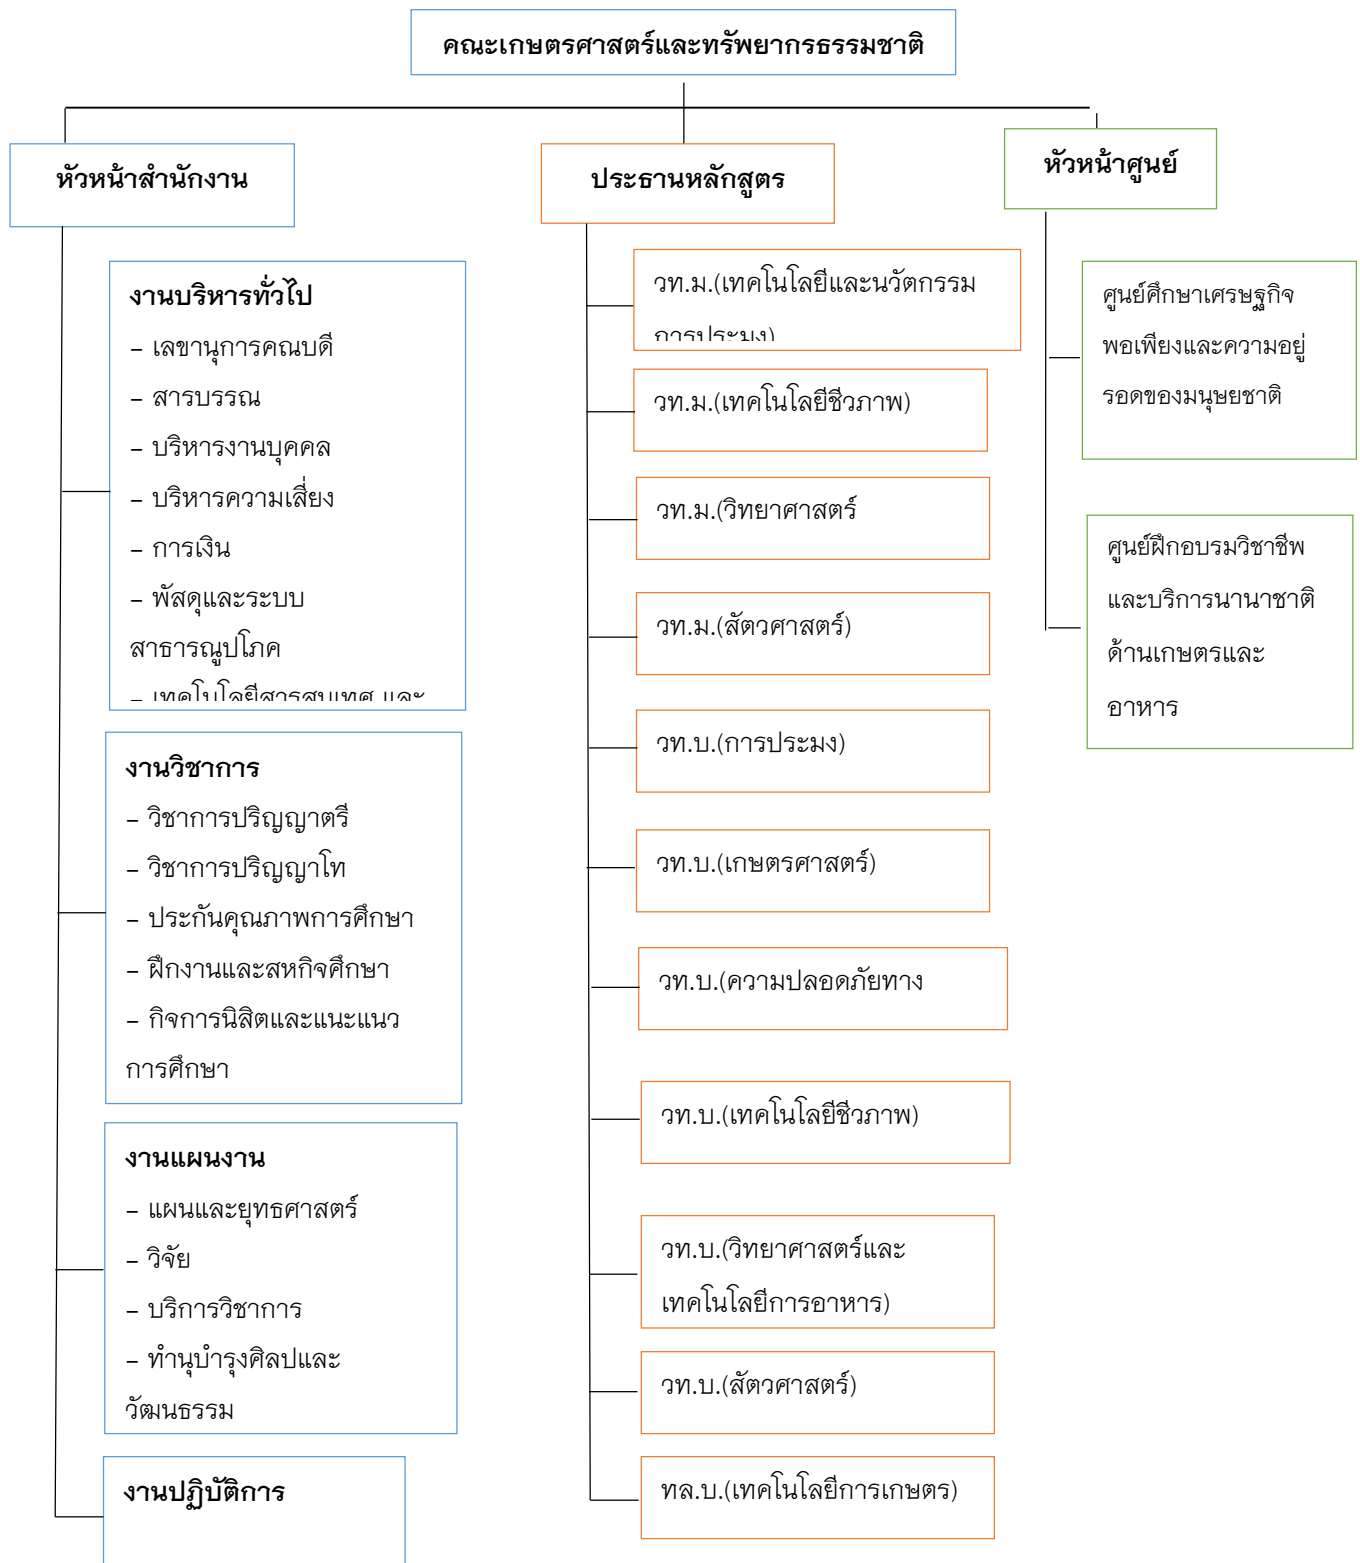 คณะเกษตรศาสตร์และทรัพยากรธรรมชาติ
หัวหน้าสำนักงาน
งานบริหารทั่วไป
– เลขานุการคณบดี
– สารบรรณ
– บริหารงานบุคคล
– บริหารความเสี่ยง
– การเงิน
– พัสดุและระบบ
สาธารณูปโภค
– เทคโนโลยีสารสนเทศ และ
งานวิชาการ
– วิชาการปริญญาตรี
– วิชาการปริญญาโท
– ประกันคุณภาพการศึกษา
– ฝึกงานและสหกิจศึกษา
– กิจการนิสิตและแนะแนว
การศึกษา
งานแผนงาน
– แผนและยุทธศาสตร์
– วิจัย
– บริการวิชาการ
– ทำนุบำรุงศิลปและ
วัฒนธรรม
งานปฏิบัติการ
ประธานหลักสูตร
วท.ม.(เทคโนโลยีและนวัตกรรม
การประมง)
วท.ม.(เทคโนโลยีชีวภาพ)
วท.ม.(วิทยาศาสตร์
วท.ม.(สัตวศาสตร์)
วท.บ.(การประมง)
วท.บ.(เกษตรศาสตร์)
วท.บ.(ความปลอดภัยทาง
วท.บ.(เทคโนโลยีชีวภาพ)
วท.บ.(วิทยาศาสตร์และ
เทคโนโลยีการอาหาร)
วท.บ.(สัตวศาสตร์)
ทล.บ.(เทคโนโลยีการเกษตร)
หัวหน้าศูนย์
ศูนย์ศึกษาเศรษฐกิจ
พอเพียงและความอยู่
รอดของมนุษยชาติ
ศูนย์ฝึกอบรมวิชาชีพ
และบริการนานาชาติ
ด้านเกษตรและ
อาหาร